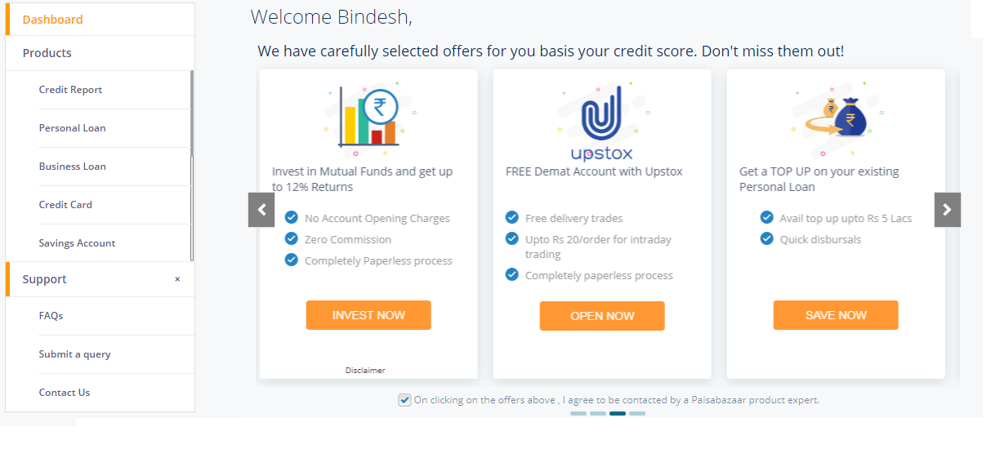 Dashboard
Products
Credit Report
Personal Loan
Business Loan
Credit Card
Savings Account
Support
×
FAQs
Submit a query
Contact Us
Welcome Bindesh,
We have carefully selected offers for you basis your credit score. Don't miss them out!
₹
Invest in Mutual Funds and get up
to 12% Returns
No Account Opening Charges
Zero Commission
Completely Paperless process
INVEST NOW
Disclaimer
upstox
FREE Demat Account with Upstox
Free delivery trades
Upto Rs 20/order for intraday
trading
Completely paperless process
OPEN NOW
₹
₹
Get a TOP UP on your existing
Personal Loan
Avail top up upto Rs 5 Lacs
Quick disbursals
SAVE NOW
On clicking on the offers above , I agree to be contacted by a Paisabazaar product expert.